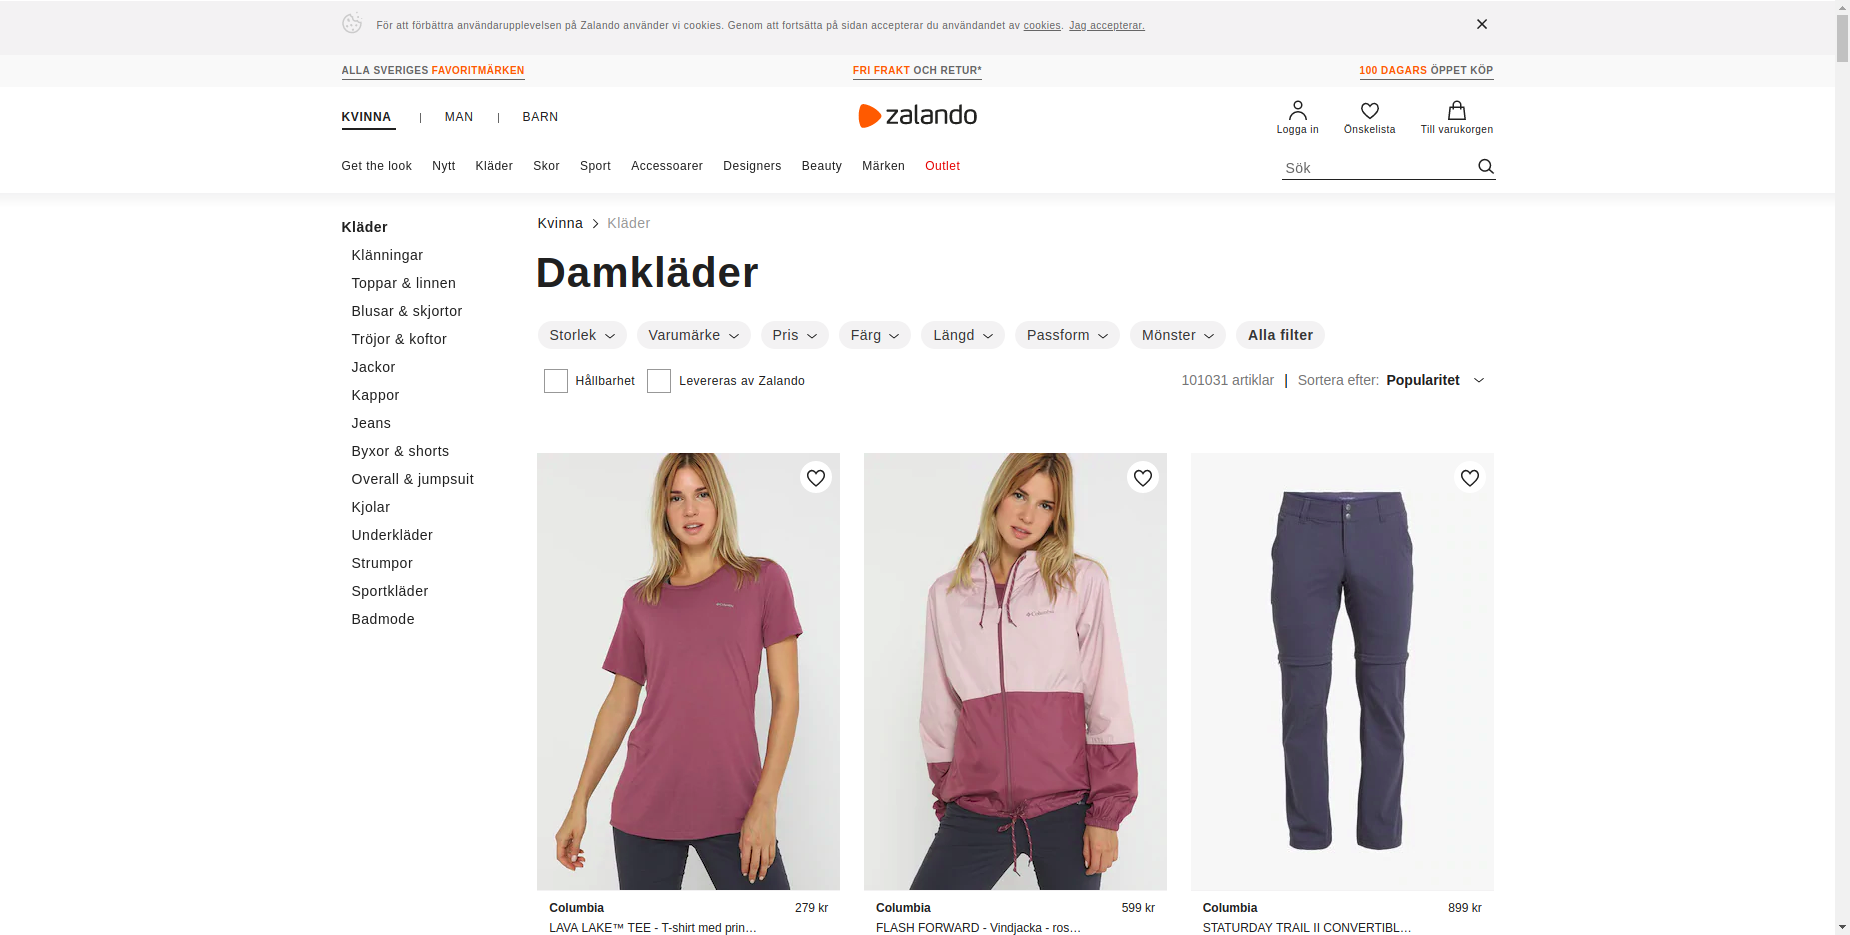 För att förbättra användarupplevelsen på Zalando använder vi cookies. Genom att fortsätta på sidan accepterar du användandet av cookies. Jag accepterar.
ALLA SVERIGES FAVORITMÄRKEN
FRI FRAKT OCH RETUR*
100 DAGARS ÖPPET KÖP
KVINNA | MAN | BARN
zalando
Logga in
Önskelista
Till varukorgen
Get the look
Nytt
Kläder
Skor
Sport
Accessoarer
Designers
Beauty
Märken
Outlet
Sök
Kläder
Klänningar
Toppar & linnen
Blusar & skjortor
Tröjor & koftor
Jackor
Kappor
Jeans
Byxor & shorts
Overall & jumpsuit
Kjolar
Underkläder
Strumpor
Sportkläder
Badmode
Kvinna > Kläder
Damkläder
Storlek
Varumärke
Pris
Färg
Längd
Passform
Mönster
Alla filter
Hållbarhet
Levereras av Zalando
101031 artiklar | Sortera efter: Popularitet
Columbia
Columbia 279 kr
LAVA LAKE™ TEE - T-shirt med prin…
Columbia 599 kr
FLASH FORWARD - Vindjacka - ros…
Columbia 899 kr
STATURDAY TRAIL II CONVERTIBL…